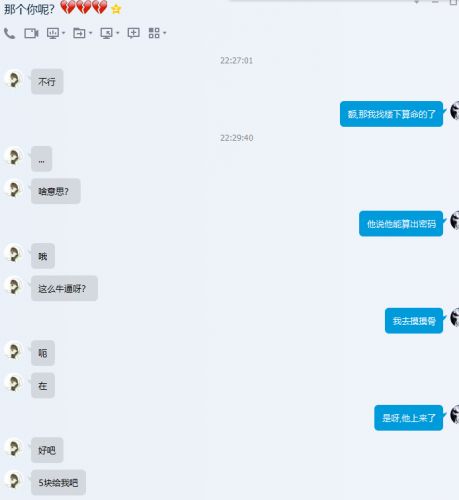 那个你呢?
22:27:01
不行
额,那我找楼下算命的了
22:29:40
...
啥意思?
他说他能算出密码
哦
这么牛逼呀?
我去摸摸骨
呃
在
是呀,他上来了
好吧
5块给我吧